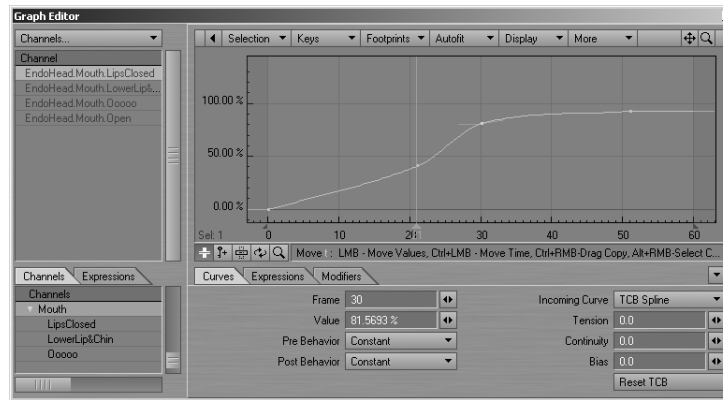 Graph Editor
Channels...
Selection Keys Footprints Autofit Display More
Channel
EndoHead.Mouth.LipsClosed
EndoHead.Mouth.LowerLip&...
EndoHead.Mouth.Ooooo
EndoHead.Mouth.Open
100.00 %
50.00 %
0.00 %
Sel: 1 0 10 30 40 50 60
Move : LMB - Move Values, Ctrl+LMB - Move Time, Ctrl+RMB-Drag Copy, Alt+RMB-Select C...
Channels Expressions
Curves Expressions Modifiers
Channels
Mouth
LipsClosed
LowerLip&Chin
Ooooo
Frame 30
Value 81.5693 %
Pre Behavior Constant
Post Behavior Constant
Incoming Curve TCB Spline
Tension 0.0
Continuity 0.0
Bias 0.0
Reset TCB